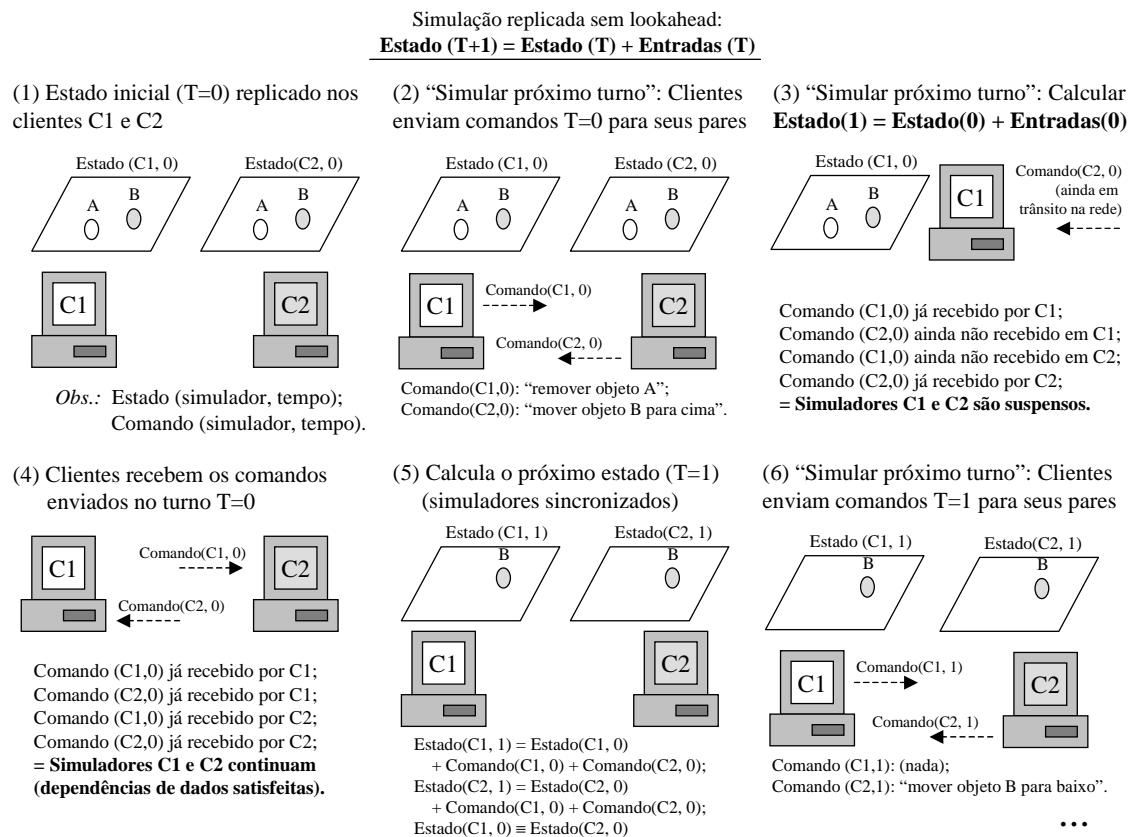 Simulação replicada sem lookahead:
Estado (T+1) = Estado (T) + Entradas (T)
(1) Estado inicial (T=0) replicado nos
clientes C1 e C2
Estado (C1, 0)
Estado(C2, 0)
A
B
A
B
C1
C2
Obs.: Estado (simulador, tempo);
Comando (simulador, tempo).
(2) “Simular próximo turno”: Clientes
enviam comandos T=0 para seus pares
Estado (C1, 0)
Estado(C2, 0)
A
B
A
B
C1
Comando(C1, 0)
Comando(C2, 0)
C2
Comando(C1,0): “remover objeto A”;
Comando(C2,0): “mover objeto B para cima”.
(3) “Simular próximo turno”: Calcular
Estado(1) = Estado(0) + Entradas(0)
Estado (C1, 0)
A
B
C1
Comando(C2, 0)
(ainda em
trânsito na rede)
Comando (C1,0) já recebido por C1;
Comando (C2,0) ainda não recebido em C1;
Comando (C1,0) ainda não recebido em C2;
Comando (C2,0) já recebido por C2;
= Simuladores C1 e C2 são suspensos.
(4) Clientes recebem os comandos
enviados no turno T=0
C1
Comando(C1, 0)
Comando(C2, 0)
C2
Comando (C1,0) já recebido por C1;
Comando (C2,0) já recebido por C1;
Comando (C1,0) já recebido por C2;
Comando (C2,0) já recebido por C2;
= Simuladores C1 e C2 continuam
(dependências de dados satisfeitas).
(5) Calcula o próximo estado (T=1)
(simuladores sincronizados)
Estado (C1, 1)
Estado(C2, 1)
B
B
C1
C2
Estado(C1, 1) = Estado(C1, 0)
+ Comando(C1, 0) + Comando(C2, 0);
Estado(C2, 1) = Estado(C2, 0)
+ Comando(C1, 0) + Comando(C2, 0);
Estado(C1, 0) ≡ Estado(C2, 0)
(6) “Simular próximo turno”: Clientes
enviam comandos T=1 para seus pares
Estado (C1, 1)
Estado(C2, 1)
B
B
C1
Comando(C1, 1)
Comando(C2, 1)
C2
Comando (C1,1): (nada);
Comando (C2,1): “mover objeto B para baixo”.
...